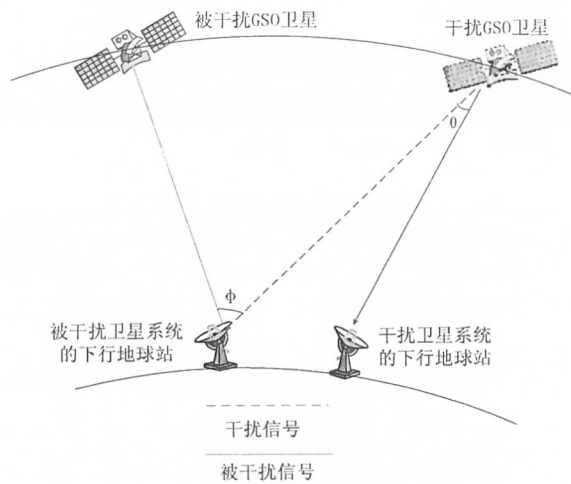 被干扰GSO卫星
干扰GSO卫星
θ
Φ
被干扰卫星系统
的下行地球站
干扰卫星系统
的下行地球站
干扰信号
被干扰信号